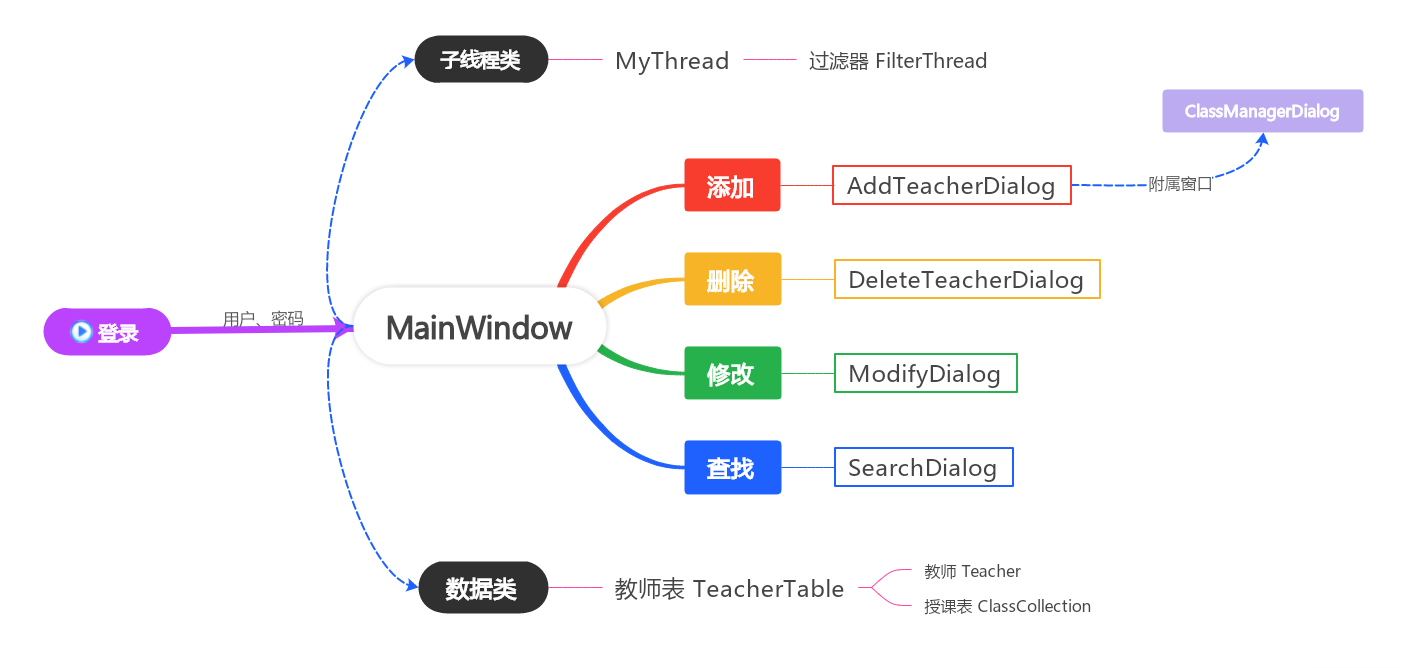 子线程类
MyThread
过滤器 FilterThread
ClassManagerDialog
添加
AddTeacherDialog
附属窗口
删除
DeleteTeacherDialog
登录
用户、密码
MainWindow
修改
ModifyDialog
查找
SearchDialog
数据类
教师表 TeacherTable
教师 Teacher
授课表 ClassCollection